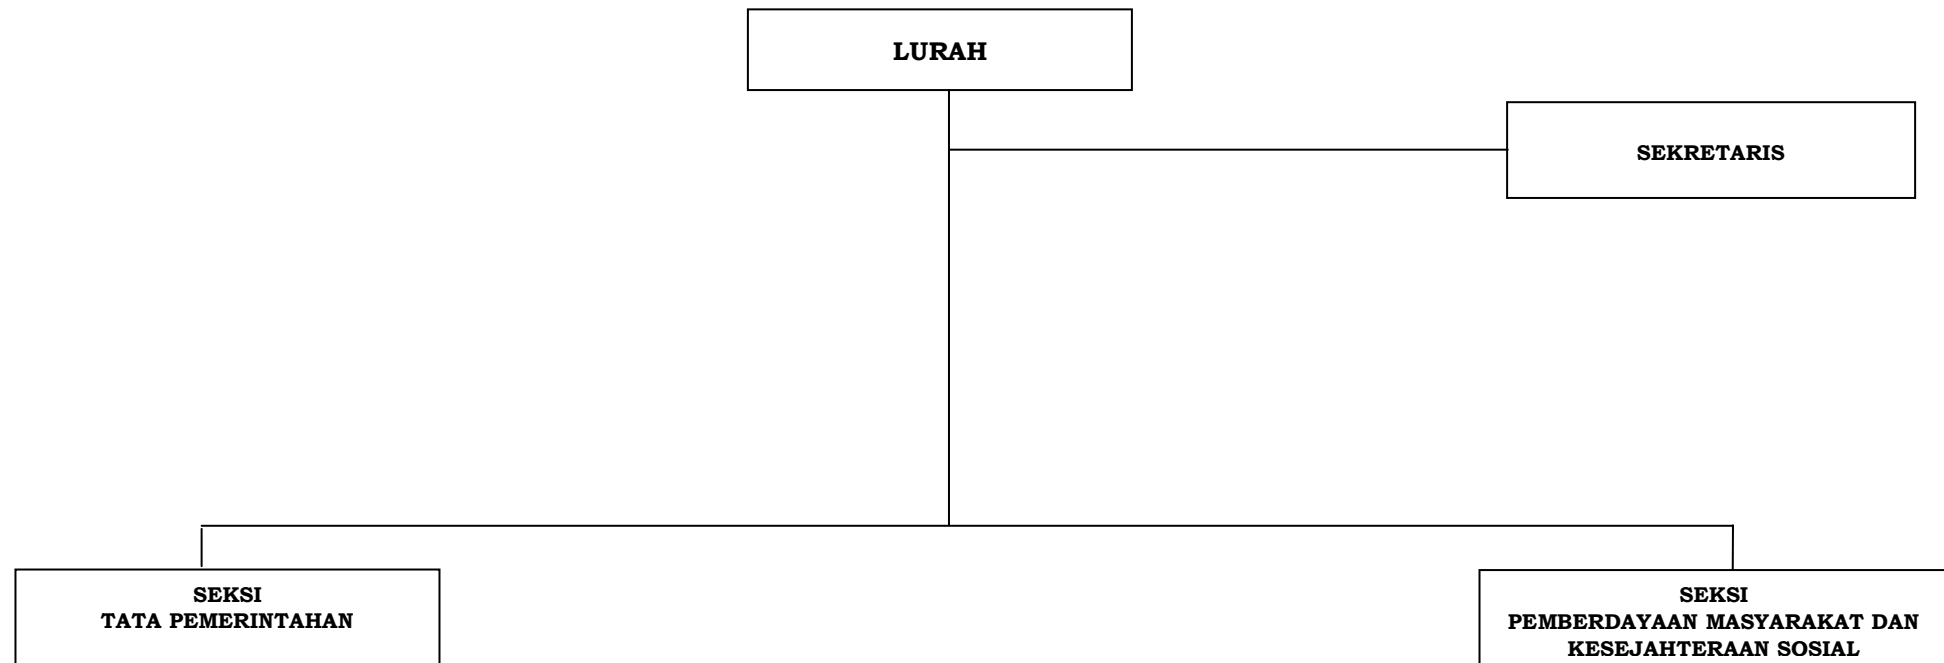 LURAH
SEKRETARIS
SEKSI
TATA PEMERINTAHAN
SEKSI
PEMBERDAYAAN MASYARAKAT DAN
KESEJAHTERAAN SOSIAL